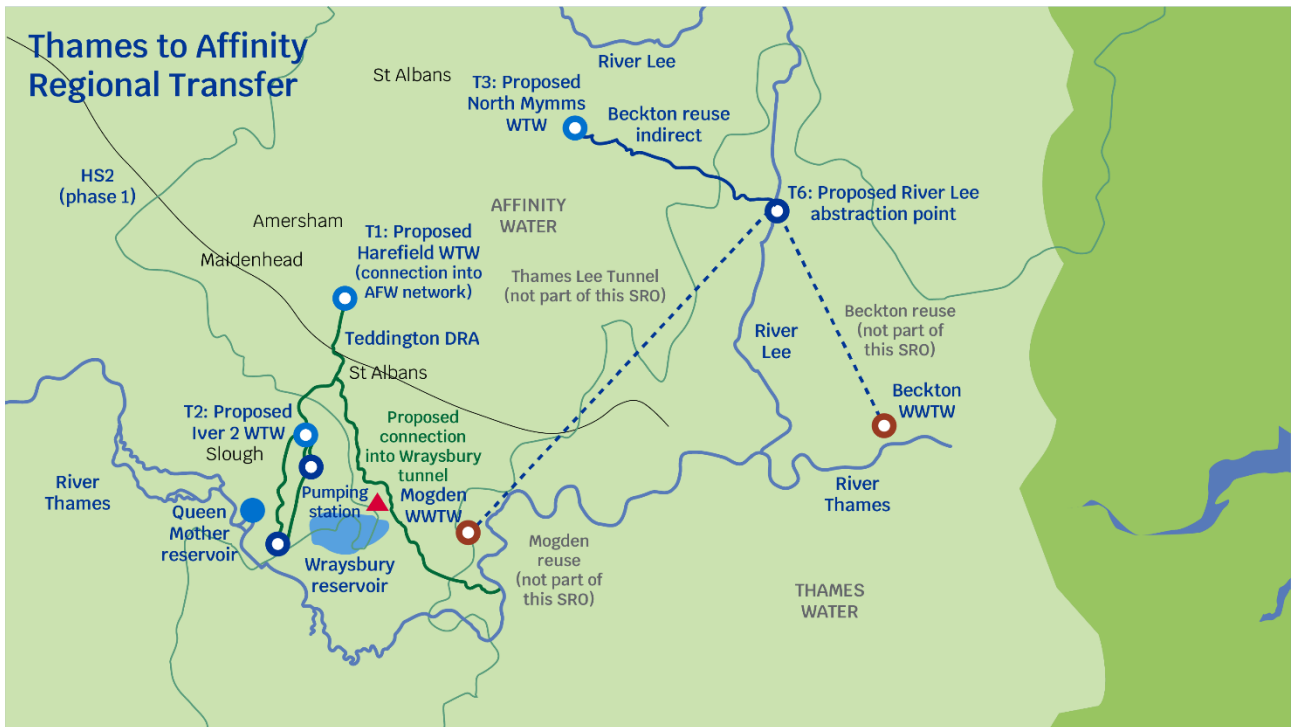 Thames to Affinity
Regional Transfer
St Albans
River Lee
T3: Proposed
North Mymms
WTW
Beckton reuse
indirect
HS2
(phase 1)
T6: Proposed River Lee
abstraction point
Amersham
AFFINITY
WATER
T1: Proposed
Harefield WTW
(connection into
AFW network)
Maidenhead
Thames Lee Tunnel
(not part of this SRO)
Teddington DRA
Beckton reuse
(not part of
this SRO)
River
Lee
St Albans
Beckton
WWTW
T2: Proposed
Iver 2 WTW
Slough
Proposed
connection
into Wraysbury
tunnel
River
Thames
River
Thames
Pumping
station
Mogden
WWTW
Queen
Mother
reservoir
Wraysbury
reservoir
Mogden
reuse
(not part of
this SRO)
THAMES
WATER